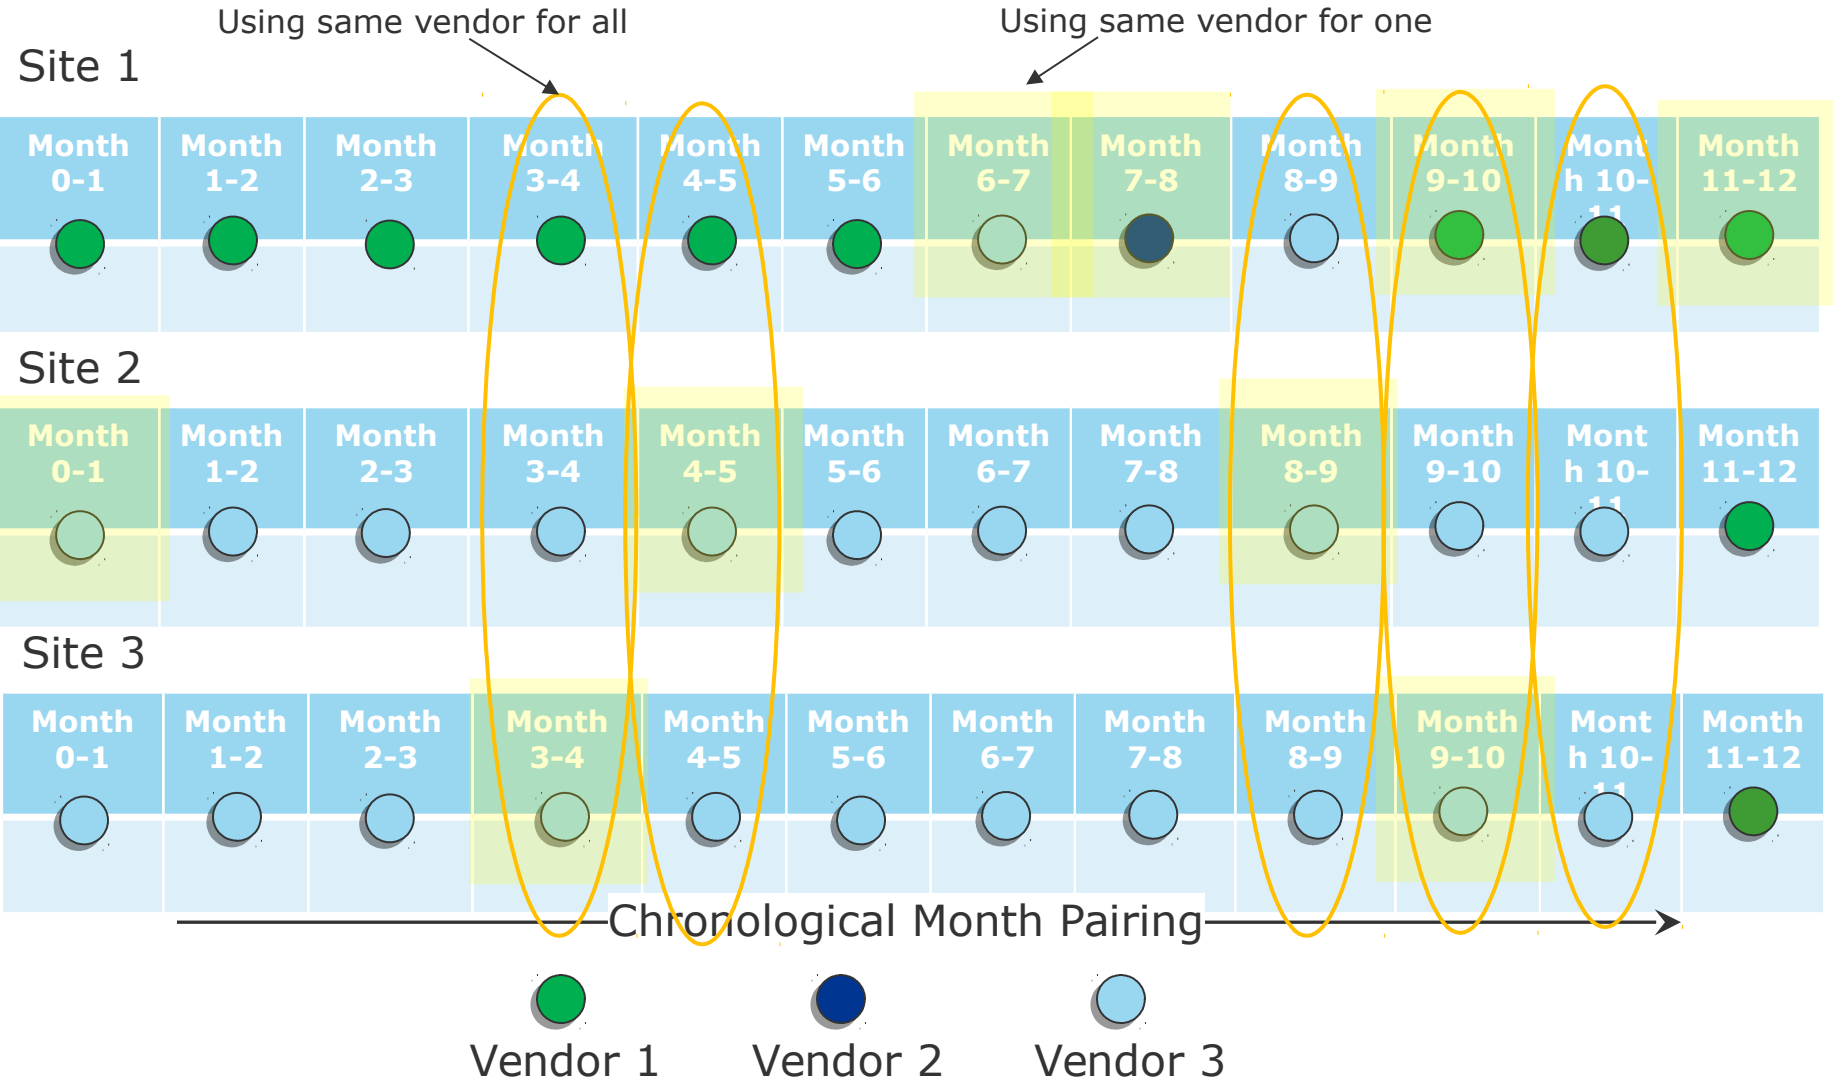 Using same vendor for all
Using same vendor for one
Site 1
Month 0-1
Month 1-2
Month 2-3
Month 3-4
Month 4-5
Month 5-6
Month 6-7
Month 7-8
Month 8-9
Month 9-10
Mont
h 10-
11
Month 11-12
Site 2
Month 0-1
Month 1-2
Month 2-3
Month 3-4
Month 4-5
Month 5-6
Month 6-7
Month 7-8
Month 8-9
Month 9-10
Mont
h 10-
11
Month 11-12
Site 3
Month 0-1
Month 1-2
Month 2-3
Month 3-4
Month 4-5
Month 5-6
Month 6-7
Month 7-8
Month 8-9
Month 9-10
Mont
h 10-
11
Month 11-12
Chronological Month Pairing
Vendor 1
Vendor 2
Vendor 3